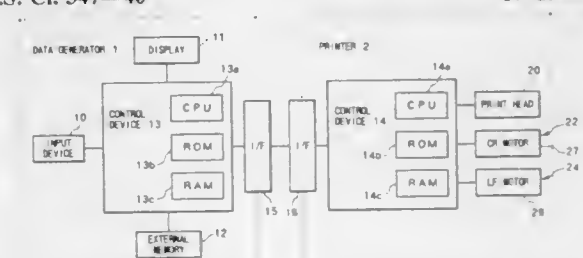 DATA GENERATOR 1
DISPLAY
11
PRINTER 2
13a
CPU
CONTROL
DEVICE 13
10
INPUT
DEVICE
ROM
13b
RAM
13c
I/F
15
I/F
16
14a
CPU
CONTROL
DEVICE 14
ROM
14b
RAM
14c
20
PRINT HEAD
22
CR MOTOR
27
24
LF MOTOR
EXTERNAL
MEMORY
12